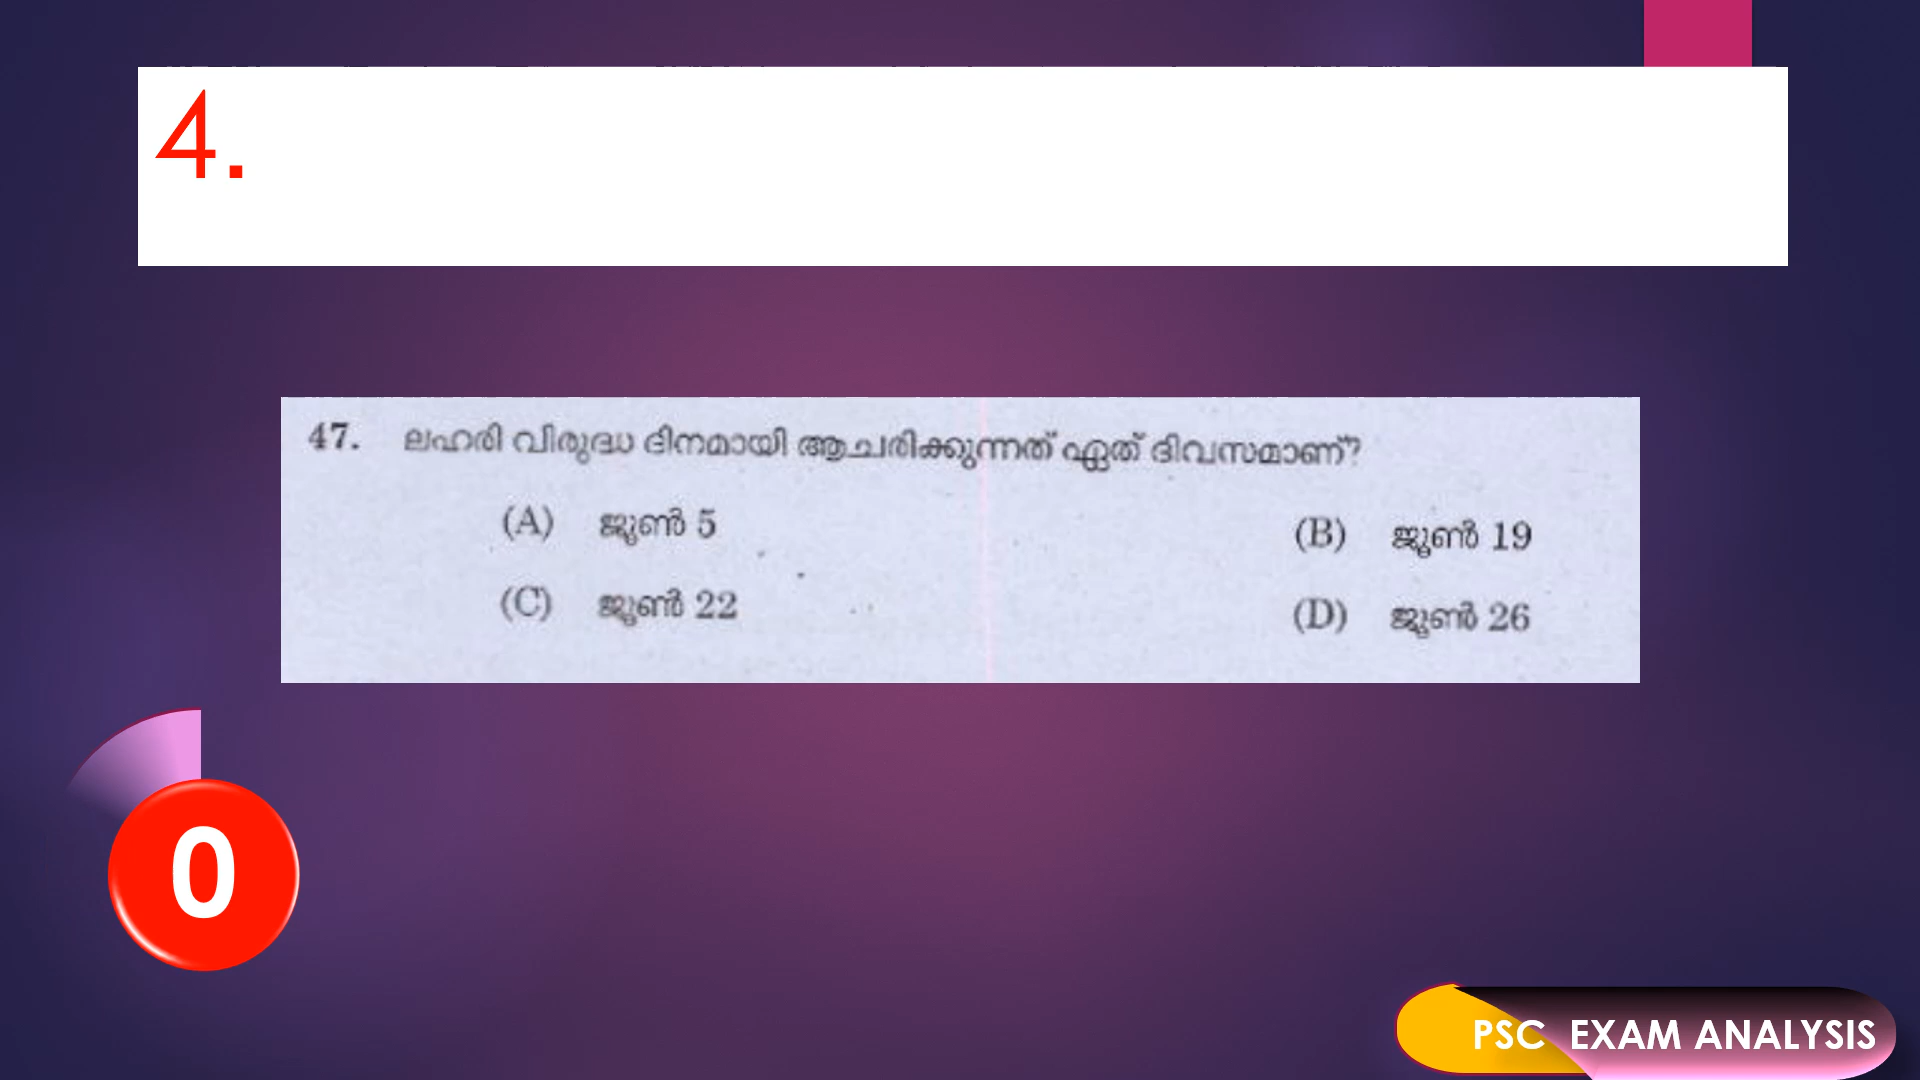 4.
47. ലഹരി വിരുദ്ധ ദിനമായി ആചരിക്കുന്നത് ഏത് ദിവസമാണ്?
(A) ജൂൺ 5 (B) ജൂൺ 19
(C) ജൂൺ 22 (D) ജൂൺ 26
0
PSC EXAM ANALYSIS